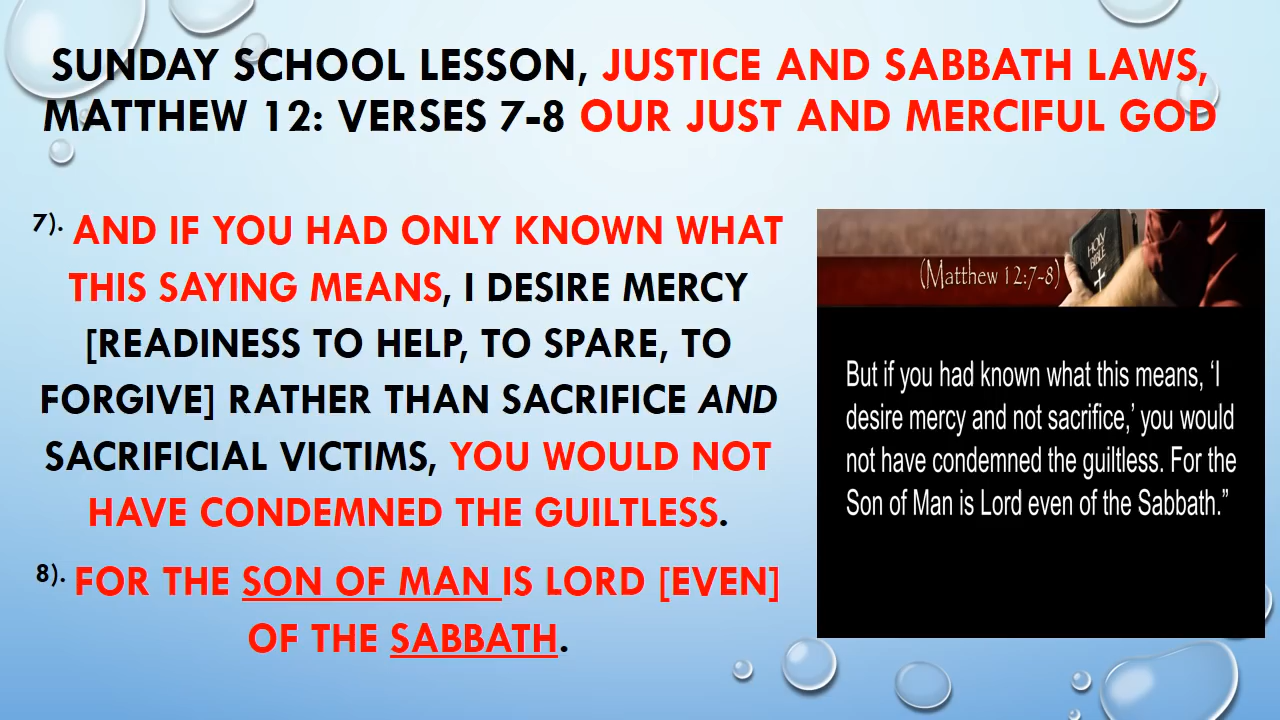 SUNDAY SCHOOL LESSON, JUSTICE AND SABBATH LAWS,
MATTHEW 12: VERSES 7-8 OUR JUST AND MERCIFUL GOD
7). AND IF YOU HAD ONLY KNOWN WHAT
THIS SAYING MEANS, I DESIRE MERCY
[READINESS TO HELP, TO SPARE, TO
FORGIVE] RATHER THAN SACRIFICE AND
SACRIFICIAL VICTIMS, YOU WOULD NOT
HAVE CONDEMNED THE GUILTLESS.
8). FOR THE SON OF MAN IS LORD [EVEN]
OF THE SABBATH.
HOLY
BIBLE
(Matthew 12:7-8)
But if you had known what this means, ‘I
desire mercy and not sacrifice,’ you would
not have condemned the guiltless. For the
Son of Man is Lord even of the Sabbath.”